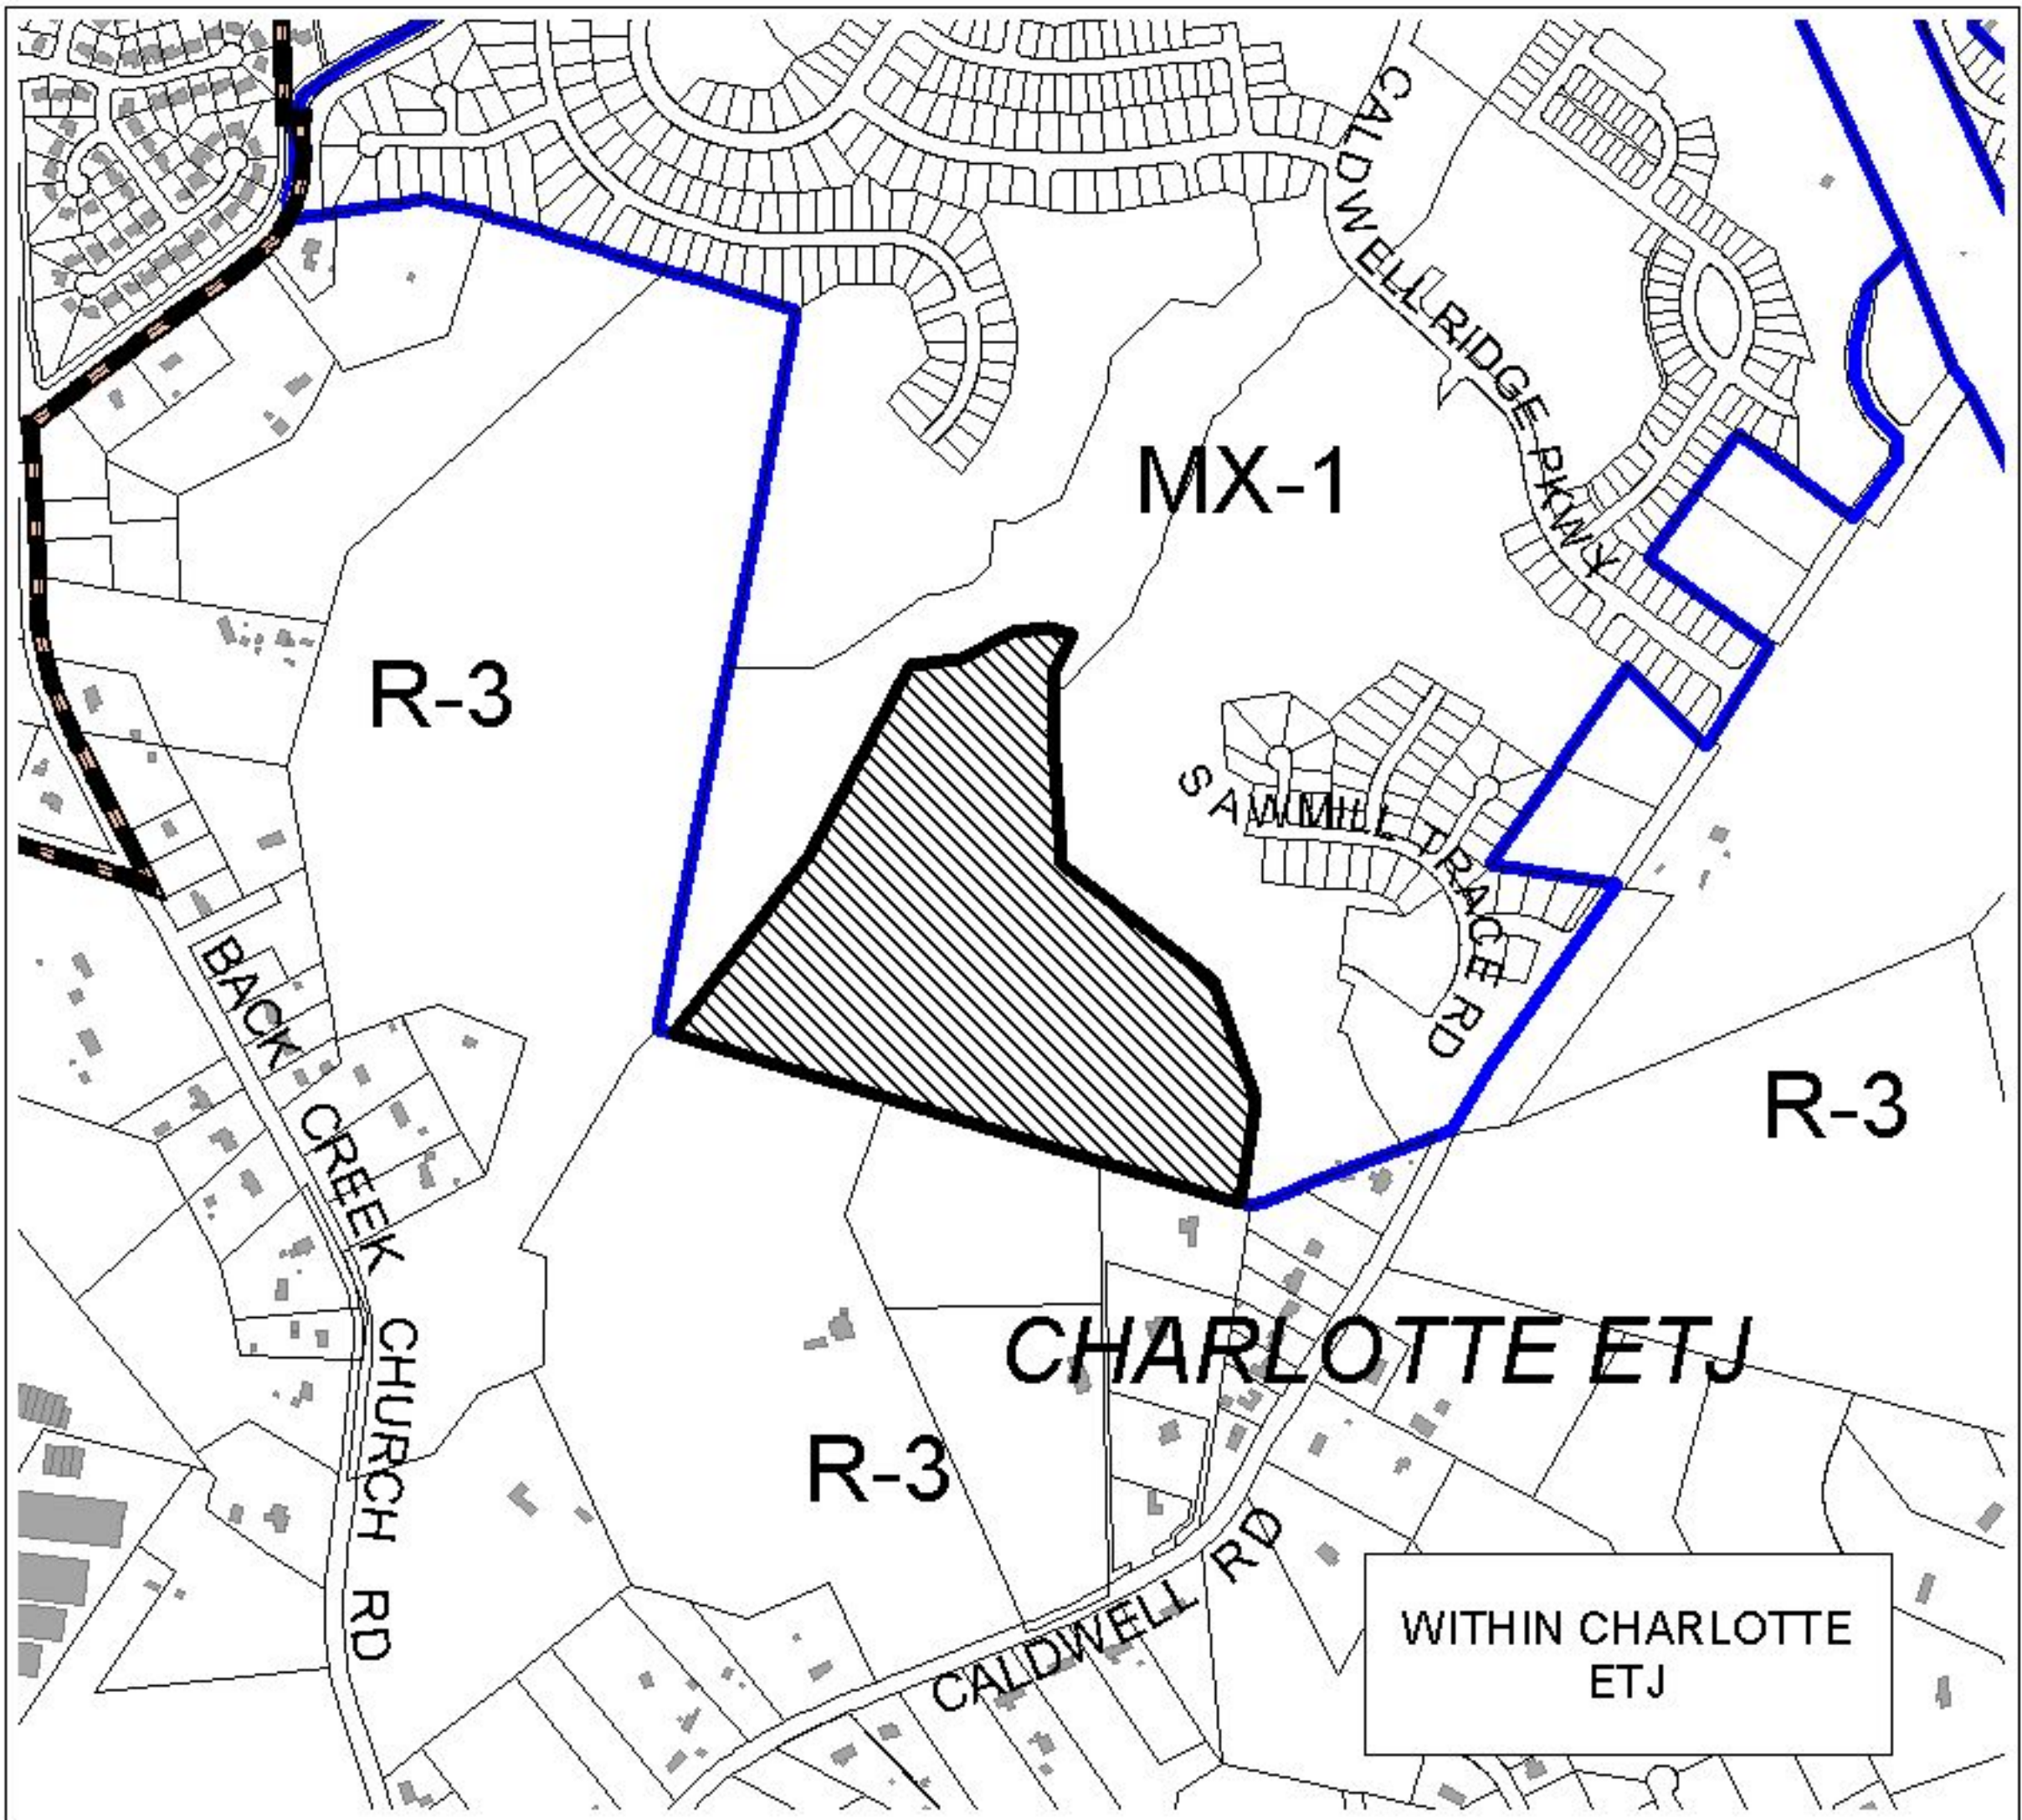 CALDWELL RIDGE PKWY
MX-1
R-3
SAWMILL TRACE RD
BACK CREEK CHURCH RD
R-3
CHARLOTTE ETJ
R-3
CALDWELL RD
WITHIN CHARLOTTE
ETJ